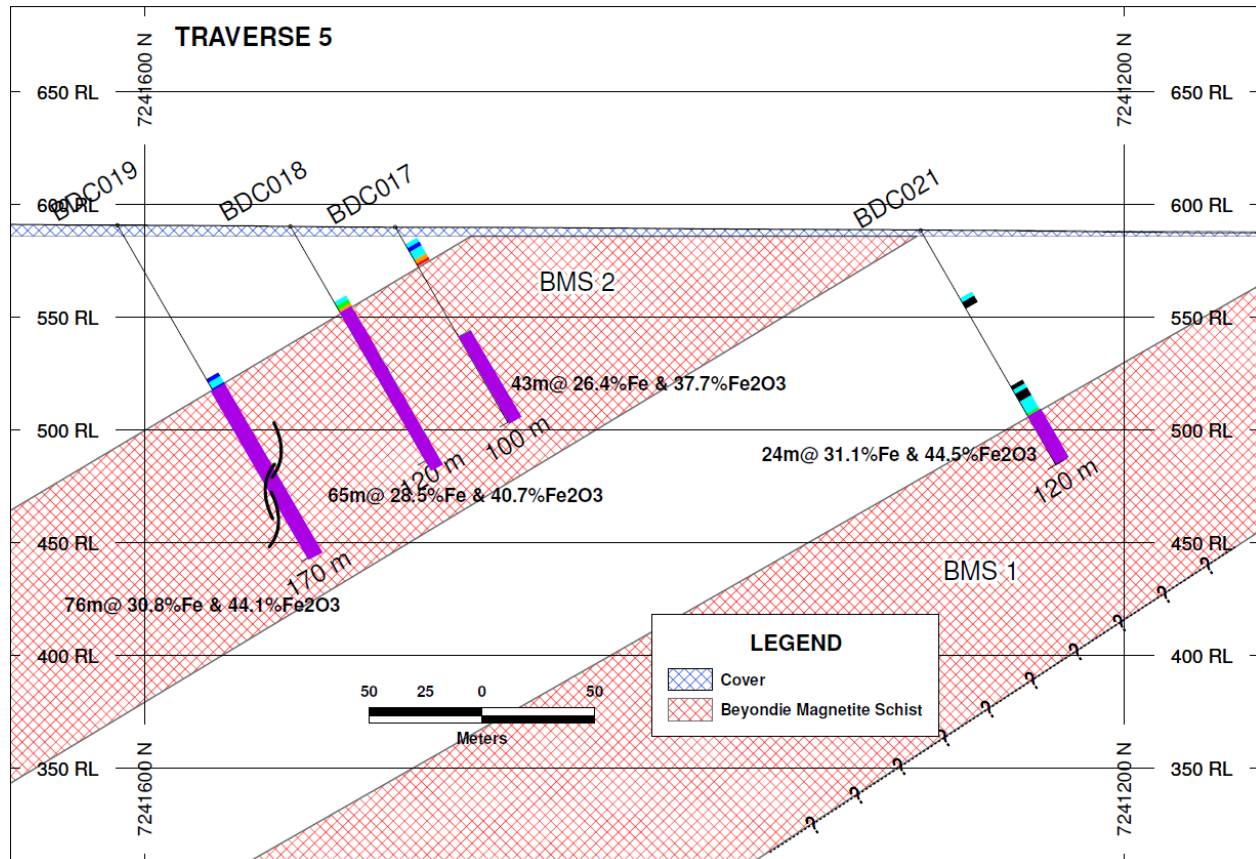 TRAVERSE 5
7241600 N
7241200 N
650 RL
650 RL
600 RL
600 RL
BDC019
BDC018
BDC017
BDC021
BMS 2
550 RL
550 RL
43m@ 26.4%Fe & 37.7%Fe2O3
100 m
500 RL
500 RL
24m@ 31.1%Fe & 44.5%Fe2O3
120 m
120 m
65m@ 28.5%Fe & 40.7%Fe2O3
450 RL
450 RL
170 m
BMS 1
76m@ 30.8%Fe & 44.1%Fe2O3
400 RL
400 RL
LEGEND
Cover
Beyondie Magnetite Schist
50 25 0 50
Meters
350 RL
350 RL
7241600 N
7241200 N
? ? ? ? ? ? ? ? ? ?